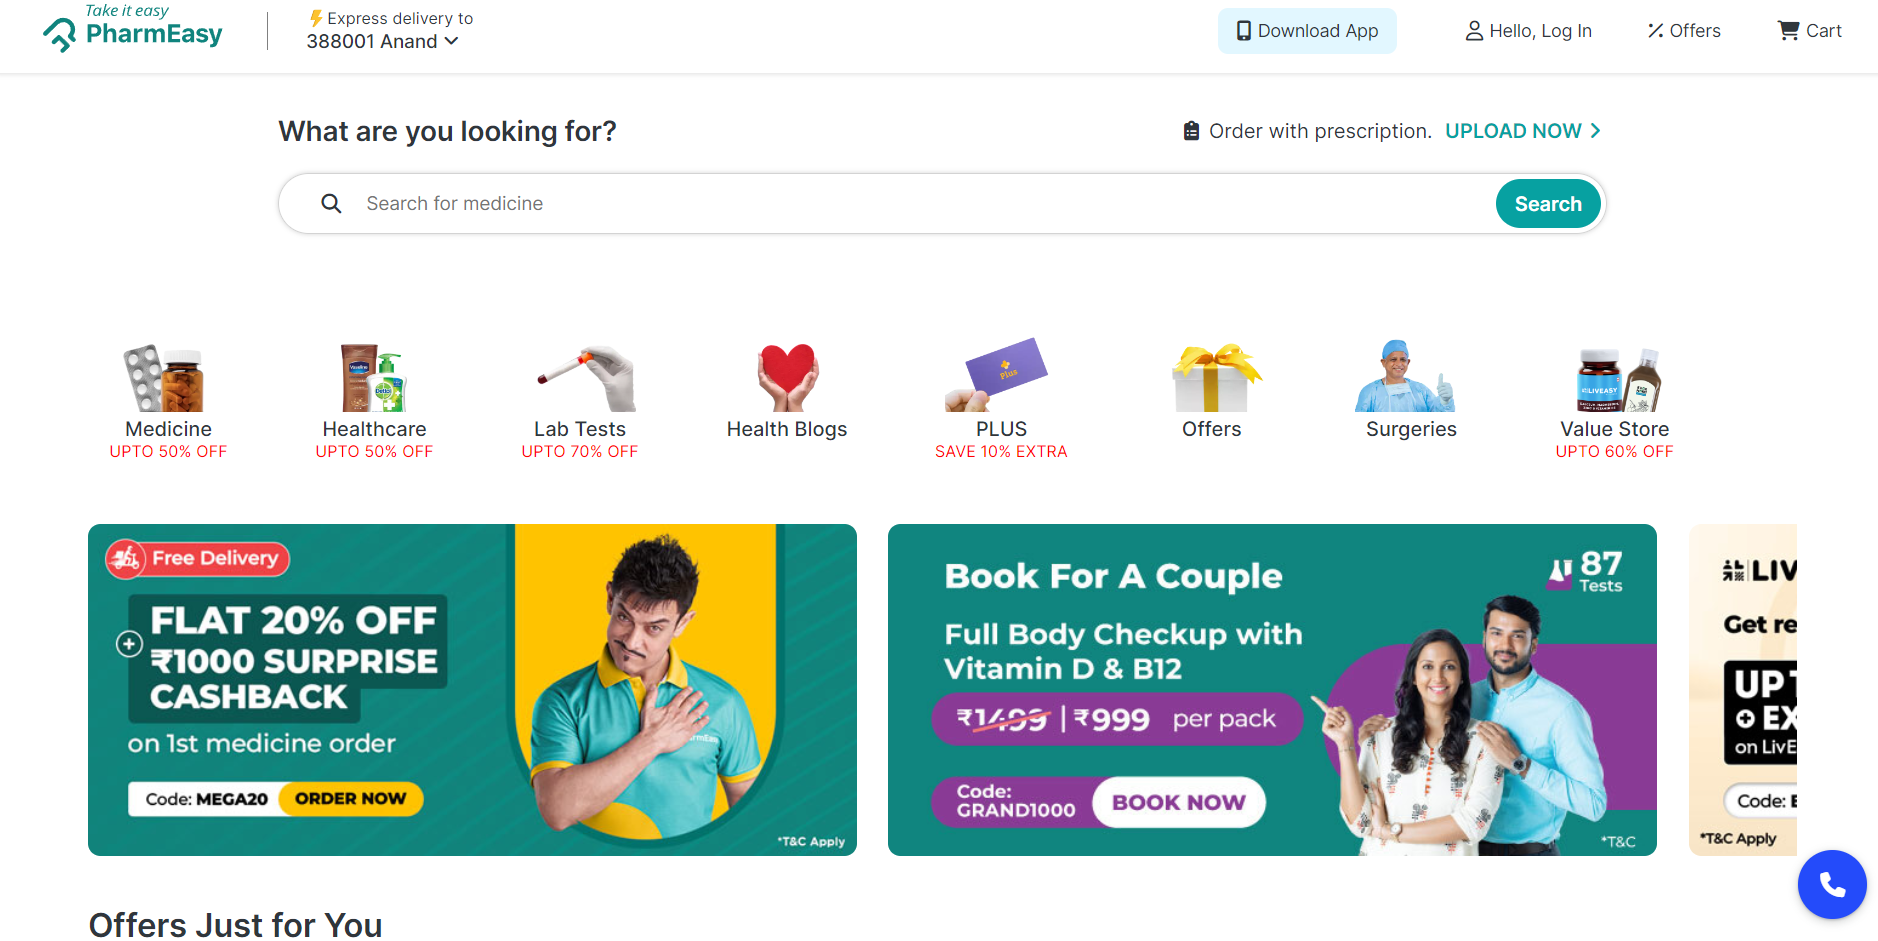 Take it easy
PharmEasy
Express delivery to
388001 Anand
Download App
Hello, Log In
Offers
Cart
What are you looking for?
Order with prescription. UPLOAD NOW
Search for medicine
Search
Plus
Vaseline
Dettol
LIVEASY
Medicine
UPTO 50% OFF
Healthcare
UPTO 50% OFF
Lab Tests
UPTO 70% OFF
Health Blogs
PLUS
SAVE 10% EXTRA
Offers
Surgeries
Value Store
UPTO 60% OFF
Free Delivery
FLAT 20% OFF
₹1000 SURPRISE
CASHBACK
on 1st medicine order
Code: MEGA20 ORDER NOW
armEasy
*T&C Apply
Book For A Couple
87
Tests
Full Body Checkup with
Vitamin D & B12
₹1499 | ₹999 per pack
Code:
GRAND1000
BOOK NOW
*T&C
LIV
Get re
UP T
+ EX
on LivE
Code:
*T&C Apply
Offers Just for You